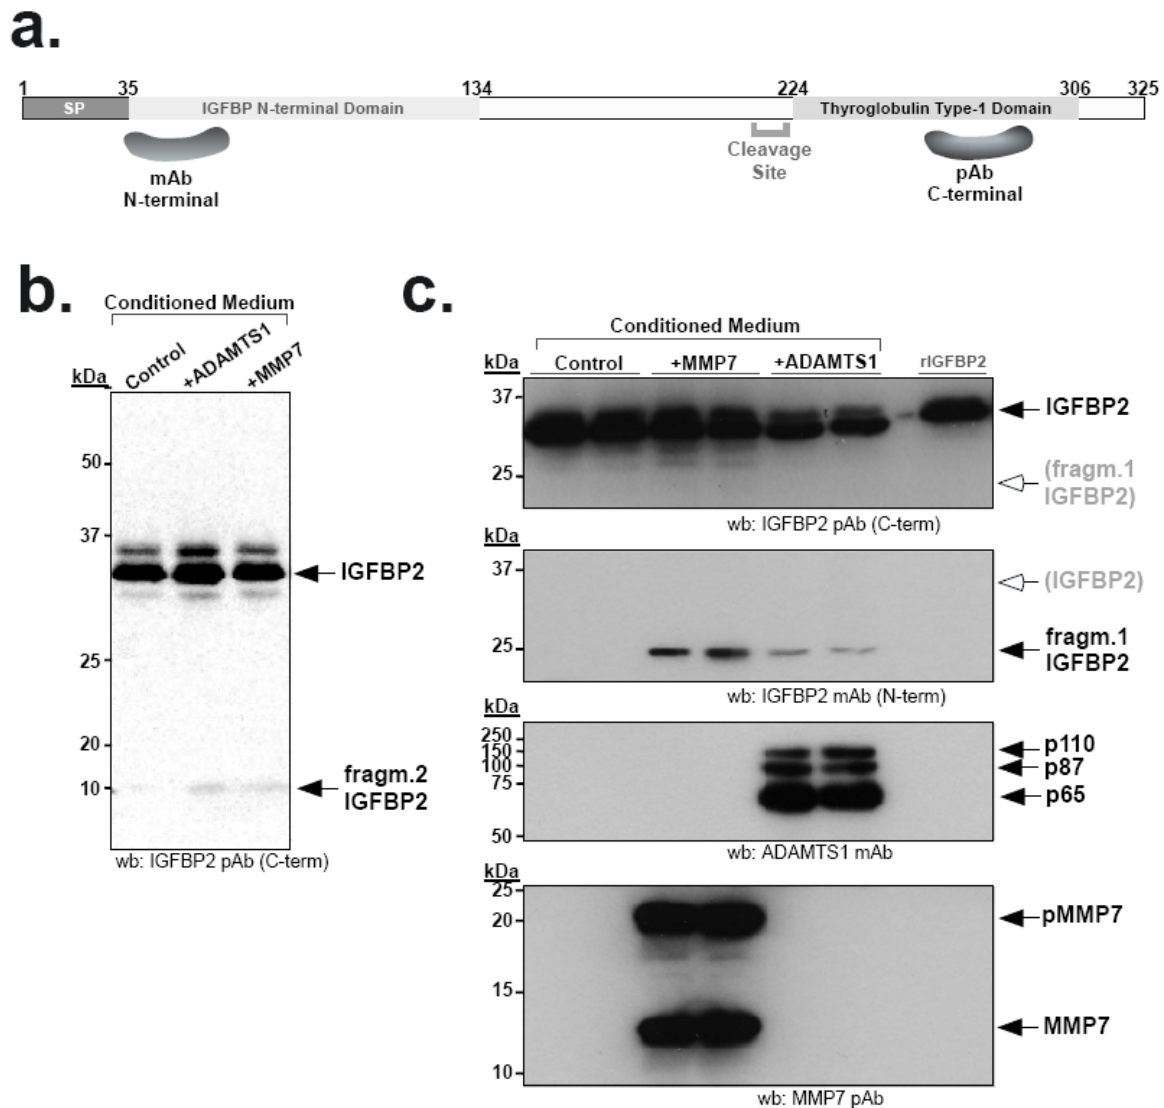 a.
1 35 134 224 306 325
SP IGFBP N-terminal Domain Thyroglobulin Type-1 Domain
mAb
N-terminal
Cleavage
Site
pAb
C-terminal
b.
Conditioned Medium
kDa Control +ADAMTS1 +MMP7
50
37
IGFBP2
25
20
10
fragm.2
IGFBP2
wb: IGFBP2 pAb (C-term)
c.
Conditioned Medium
kDa Control +MMP7 +ADAMTS1 rIGFBP2
37
IGFBP2
25
(fragm.1
IGFBP2)
wb: IGFBP2 pAb (C-term)
kDa
37
(IGFBP2)
25
fragm.1
IGFBP2
wb: IGFBP2 mAb (N-term)
kDa
250
150
100
75
50
p110
p87
p65
wb: ADAMTS1 mAb
kDa
25
20
15
10
pMMP7
MMP7
wb: MMP7 pAb